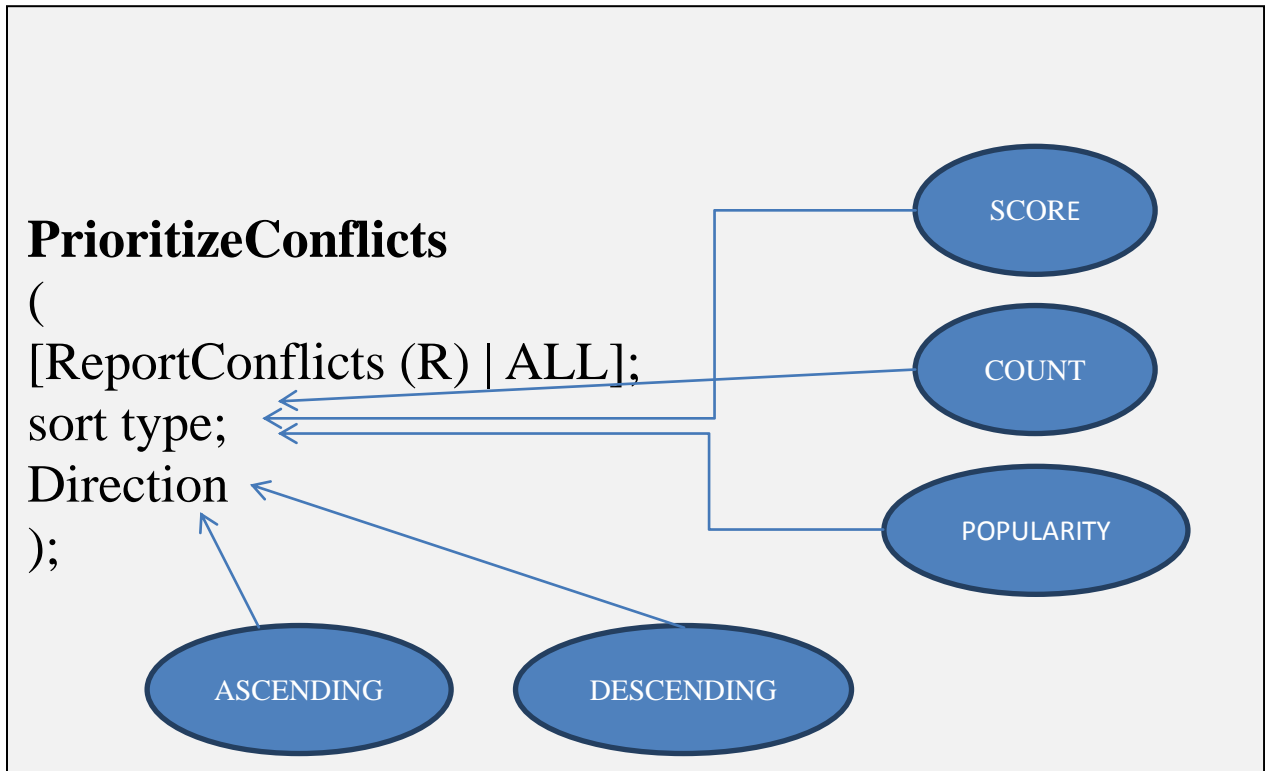 SCORE
PrioritizeConflicts
(
[ReportConflicts (R) | ALL];
COUNT
sort type;
Direction
POPULARITY
);
ASCENDING
DESCENDING